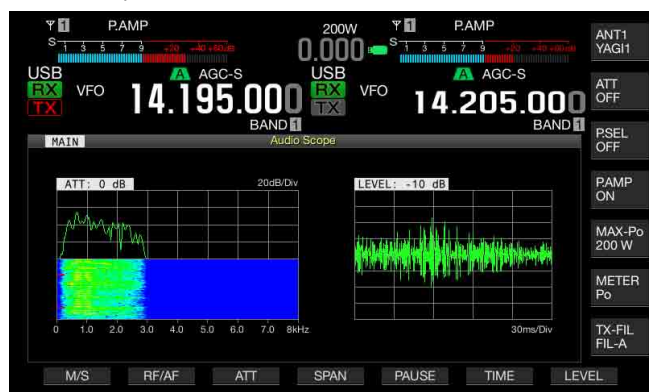 1 P.AMP 200W 1 P.AMP
S 1 3 5 7 9 +20 +40 +60dB 0.000 S 1 3 5 7 9 +20 +40 +60dB
USB A AGC-S USB A AGC-S
RX VFO 14.195.000 RX VFO 14.205.000
TX TX
BAND 1 BAND 1
MAIN Audio Scope
ATT: 0 dB 20dB/Div LEVEL: -10 dB
0 1.0 2.0 3.0 4.0 5.0 6.0 7.0 8kHz 30ms/Div
M/S RF/AF ATT SPAN PAUSE TIME LEVEL
ANT1
YAGI1
ATT
OFF
P.SEL
OFF
P.AMP
ON
MAX-Po
200 W
METER
Po
TX-FIL
FIL-A